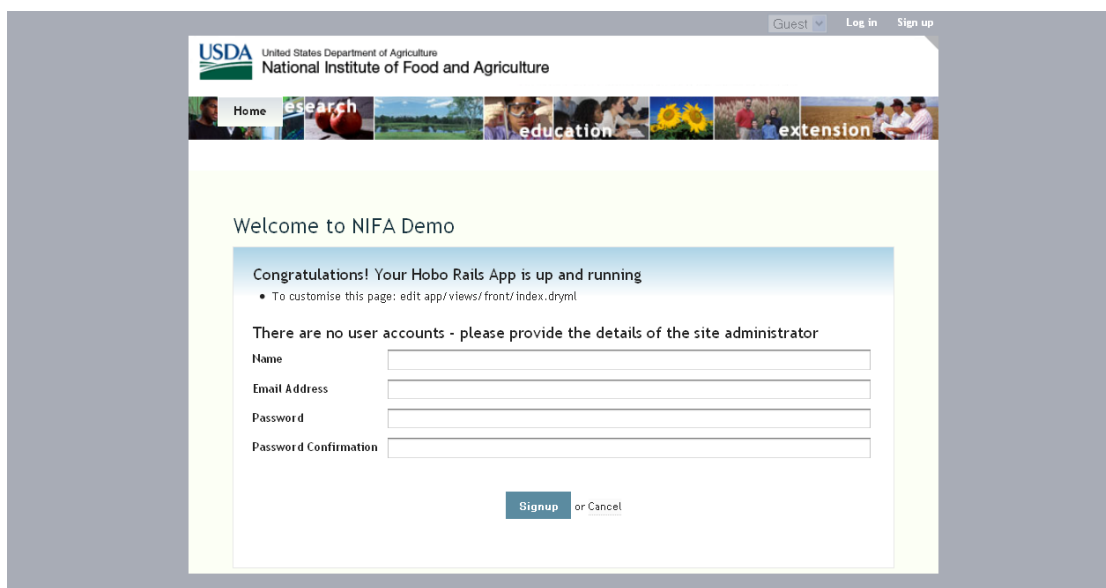 Guest Log in Sign up
USDA United States Department of Agriculture
National Institute of Food and Agriculture
Home esearch education extension
Welcome to NIFA Demo
Congratulations! Your Hobo Rails App is up and running
• To customise this page: edit app/views/front/index.dryml
There are no user accounts - please provide the details of the site administrator
Name
Email Address
Password
Password Confirmation
Signup or Cancel